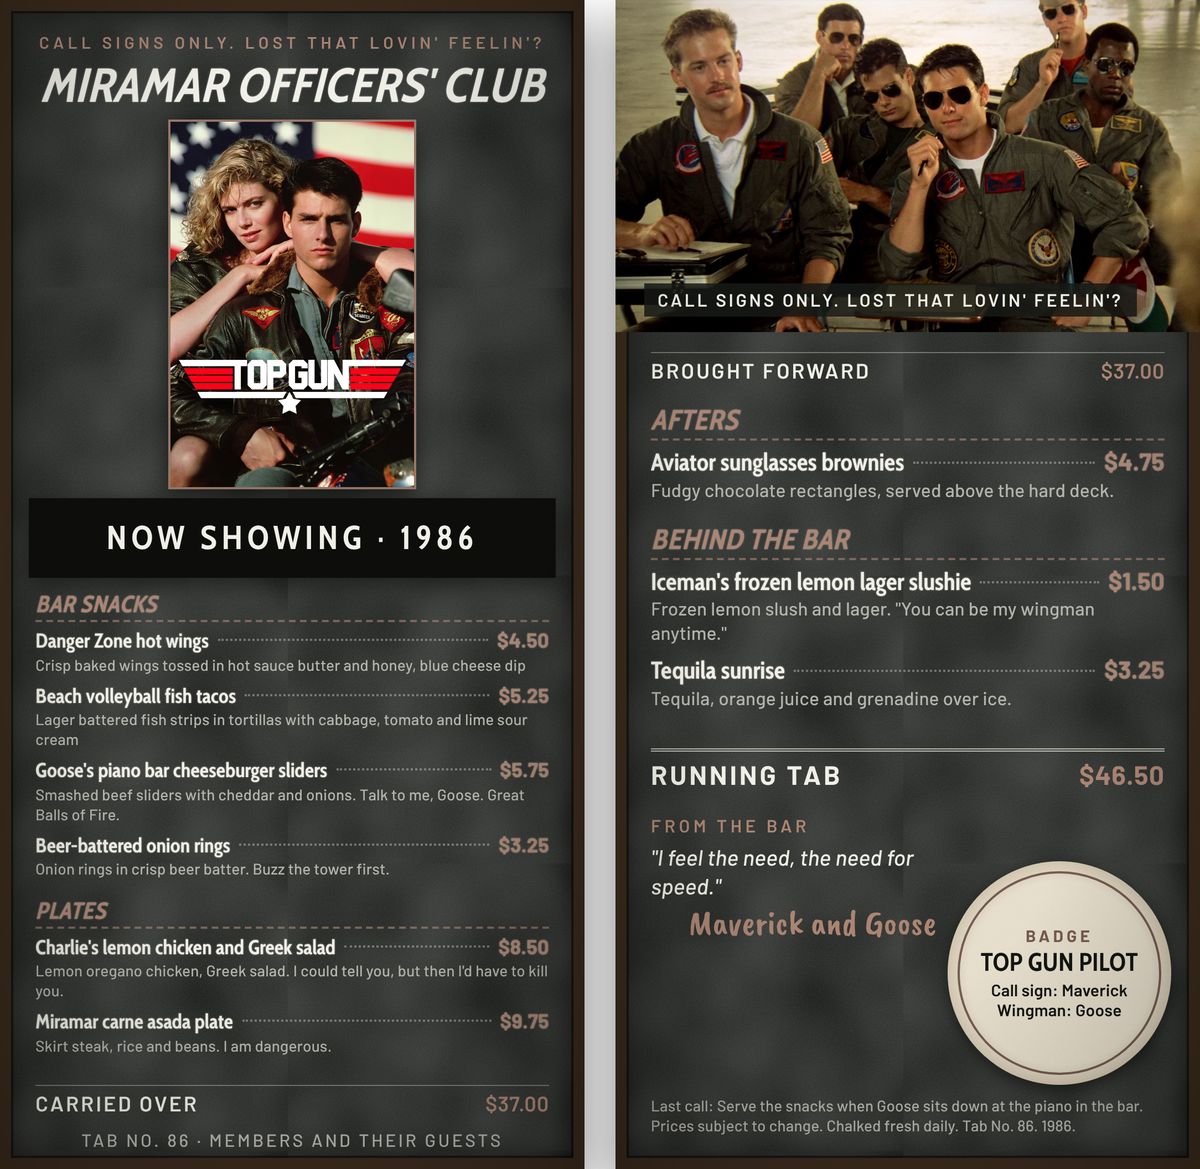 CALL SIGNS ONLY. LOST THAT LOVIN' FEELIN'?
MIRAMAR OFFICERS' CLUB
TOP GUN
NOW SHOWING · 1986
BAR SNACKS
Danger Zone hot wings $4.50
Crisp baked wings tossed in hot sauce butter and honey, blue cheese dip
Beach volleyball fish tacos $5.25
Lager battered fish strips in tortillas with cabbage, tomato and lime sour
cream
Goose's piano bar cheeseburger sliders $5.75
Smashed beef sliders with cheddar and onions. Talk to me, Goose. Great
Balls of Fire.
Beer-battered onion rings $3.25
Onion rings in crisp beer batter. Buzz the tower first.
PLATES
Charlie's lemon chicken and Greek salad $8.50
Lemon oregano chicken, Greek salad. I could tell you, but then I'd have to kill
you.
Miramar carne asada plate $9.75
Skirt steak, rice and beans. I am dangerous.
CARRIED OVER $37.00
TAB NO. 86 · MEMBERS AND THEIR GUESTS
CALL SIGNS ONLY. LOST THAT LOVIN' FEELIN'?
BROUGHT FORWARD $37.00
AFTERS
Aviator sunglasses brownies $4.75
Fudgy chocolate rectangles, served above the hard deck.
BEHIND THE BAR
Iceman's frozen lemon lager slushie $1.50
Frozen lemon slush and lager. "You can be my wingman
anytime."
Tequila sunrise $3.25
Tequila, orange juice and grenadine over ice.
RUNNING TAB $46.50
FROM THE BAR
"I feel the need, the need for
speed."
Maverick and Goose
BADGE
TOP GUN PILOT
Call sign: Maverick
Wingman: Goose
Last call: Serve the snacks when Goose sits down at the piano in the bar.
Prices subject to change. Chalked fresh daily. Tab No. 86. 1986.